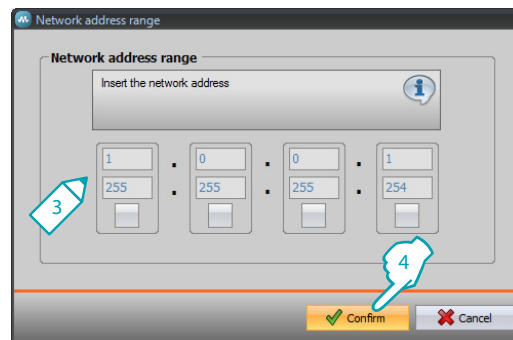 Network address range
Network address range
Insert the network address
1 . 0 . 0 . 1
255 . 255 . 255 . 254
3
4
Confirm
Cancel